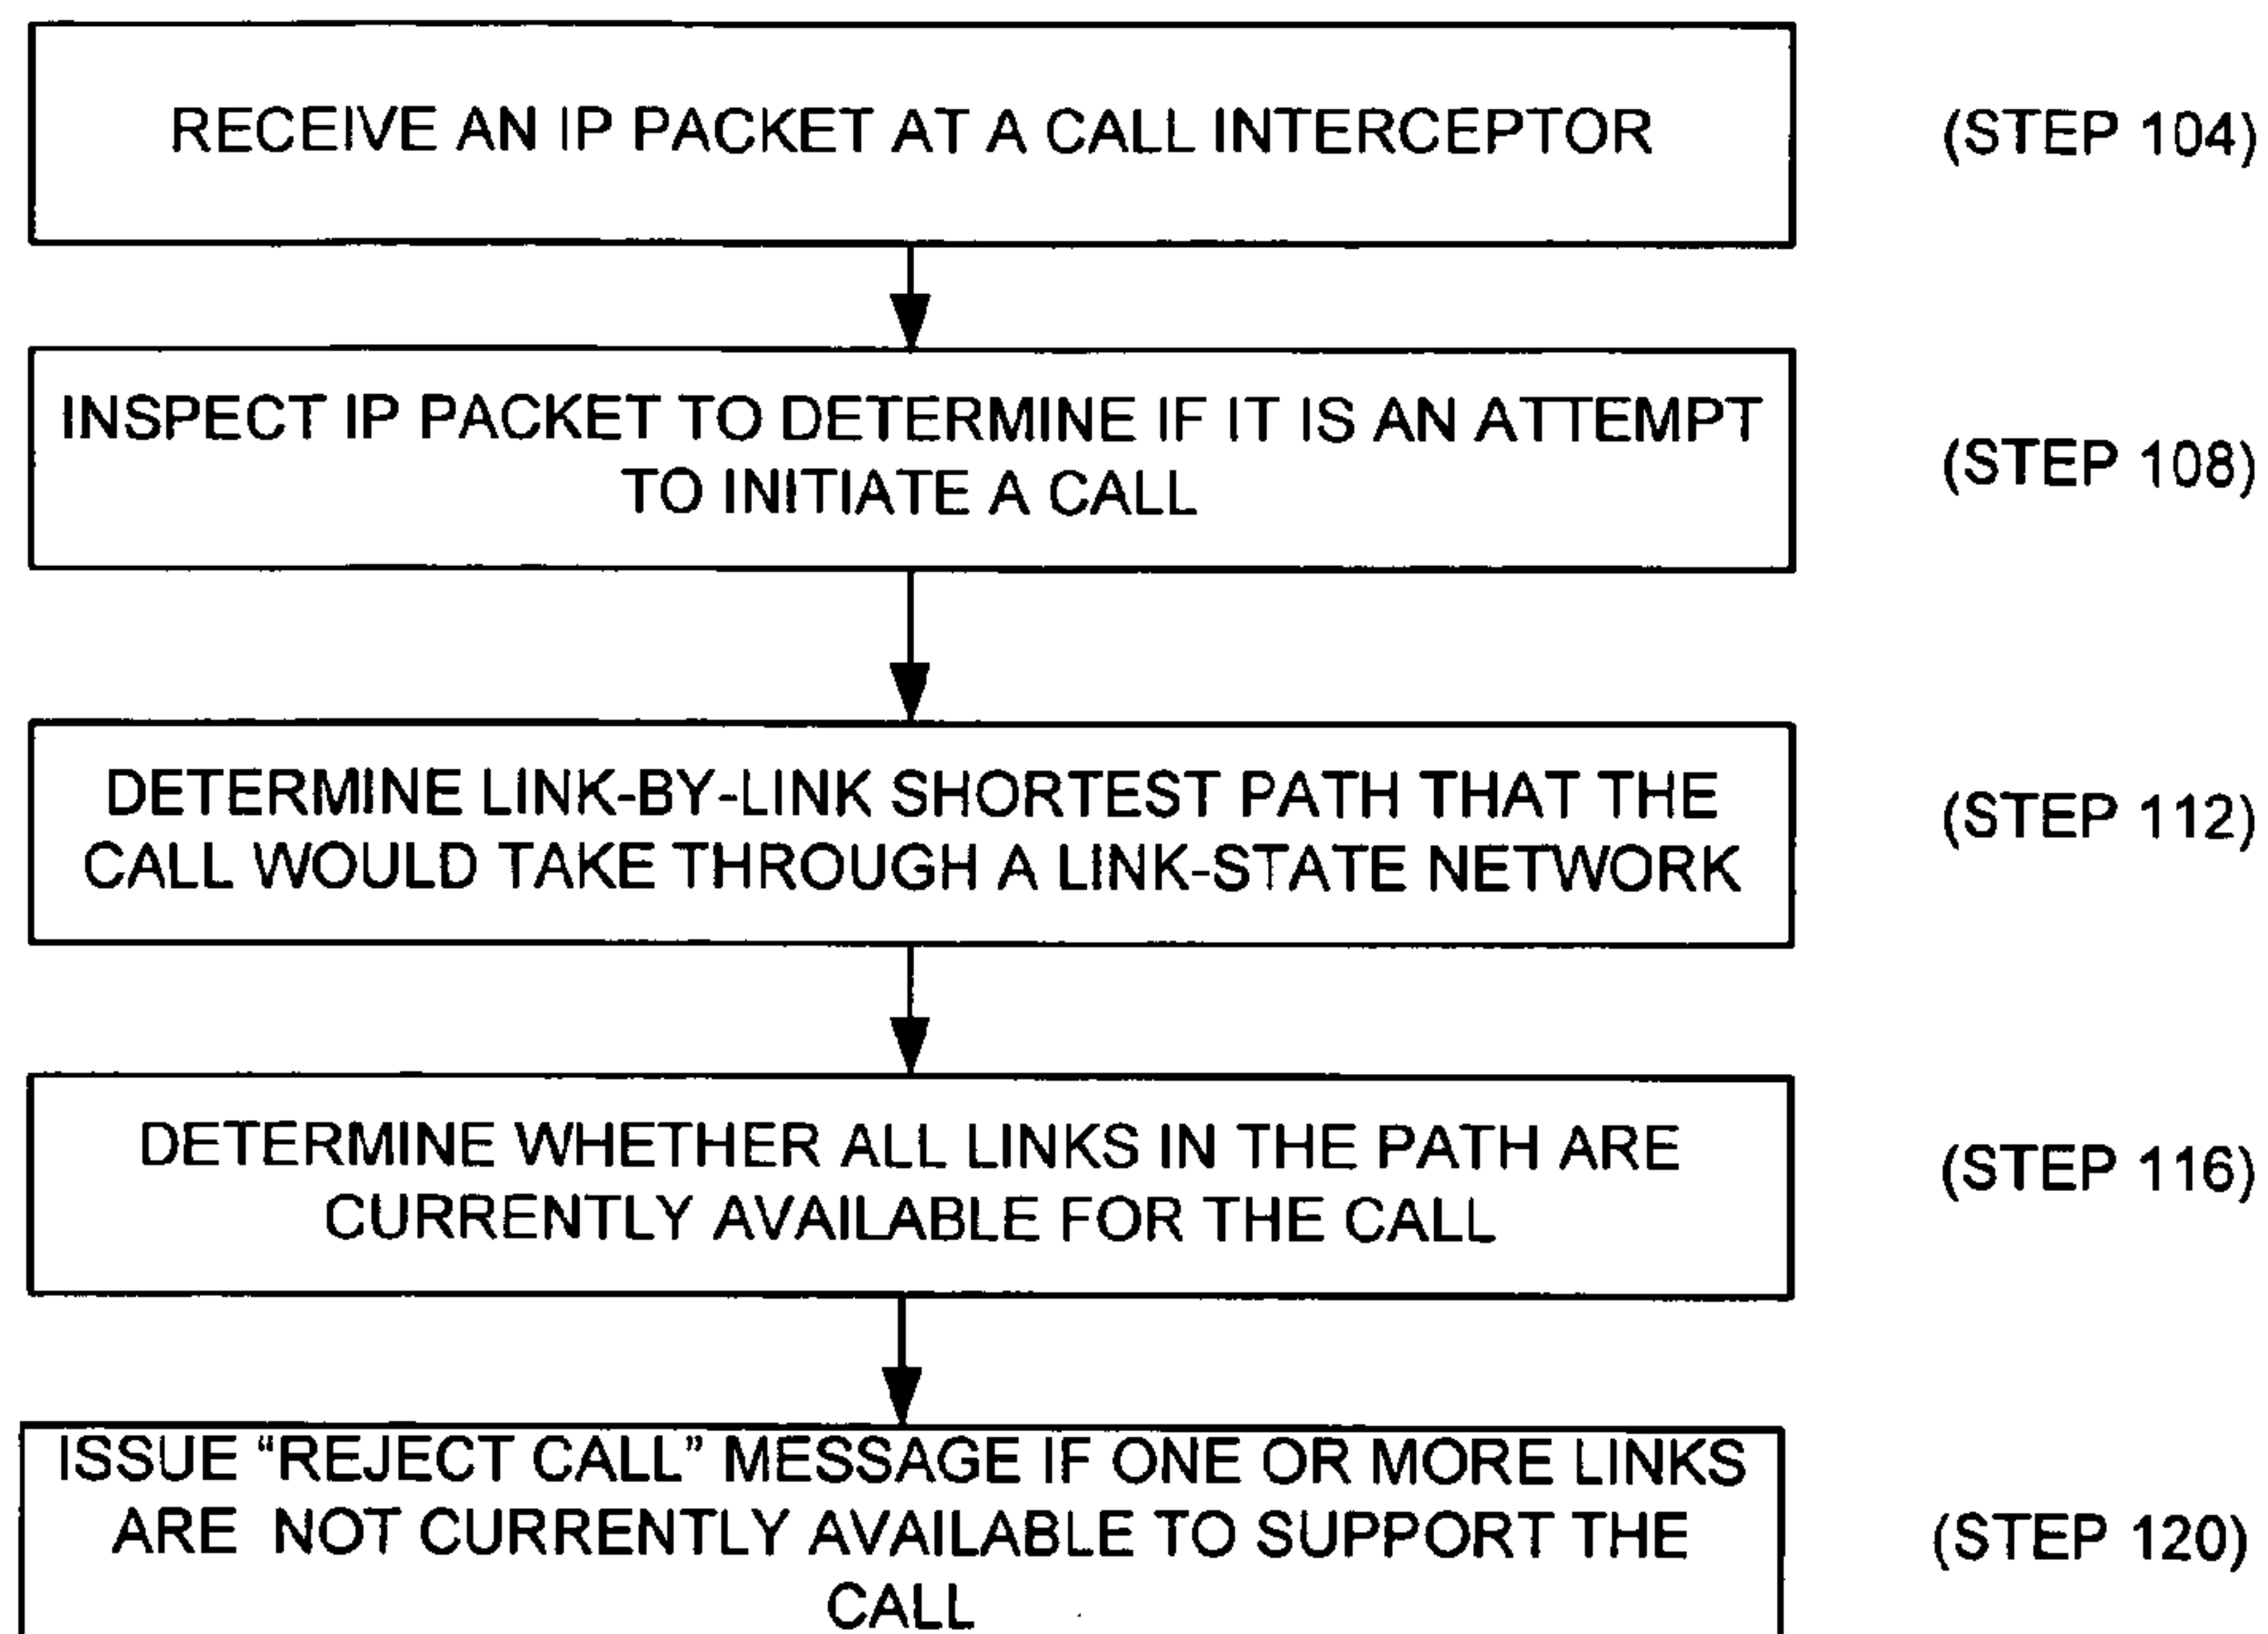 RECEIVE AN IP PACKET AT A CALL INTERCEPTOR
(STEP 104)
INSPECT IP PACKET TO DETERMINE IF IT IS AN ATTEMPT
TO INITIATE A CALL
(STEP 108)
DETERMINE LINK-BY-LINK SHORTEST PATH THAT THE
CALL WOULD TAKE THROUGH A LINK-STATE NETWORK
(STEP 112)
DETERMINE WHETHER ALL LINKS IN THE PATH ARE
CURRENTLY AVAILABLE FOR THE CALL
(STEP 116)
ISSUE “REJECT CALL” MESSAGE IF ONE OR MORE LINKS
ARE NOT CURRENTLY AVAILABLE TO SUPPORT THE
CALL
(STEP 120)